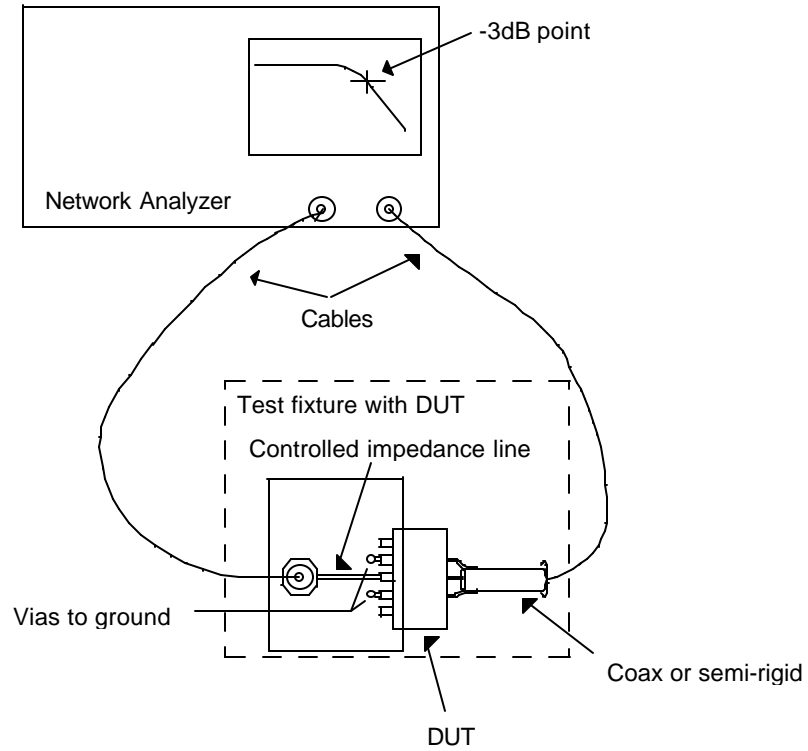 -3dB point
Network Analyzer
Cables
Test fixture with DUT
Controlled impedance line
Vias to ground
Coax or semi-rigid
DUT